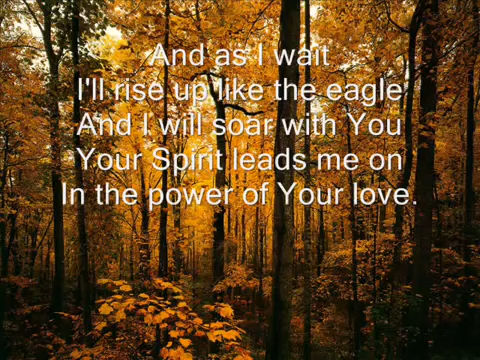 And as I wait
I'll rise up like the eagle
And I will soar with You
Your Spirit leads me on
In the power of Your love.